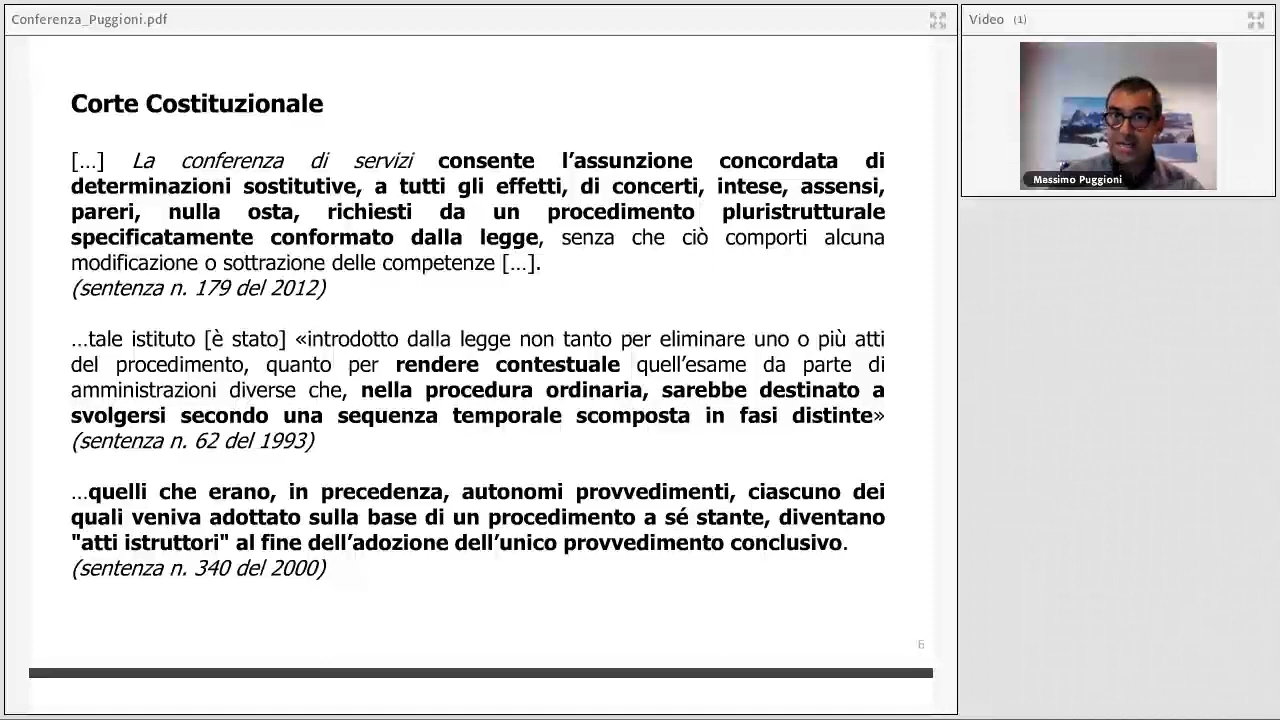 Conferenza_Puggioni.pdf
Video (1)
Massimo Puggioni
Corte Costituzionale
[...] La conferenza di servizi consente l’assunzione concordata di
determinazioni sostitutive, a tutti gli effetti, di concerti, intese, assensi,
pareri, nulla osta, richiesti da un procedimento pluristrutturale
specificatamente conformato dalla legge, senza che ciò comporti alcuna
modificazione o sottrazione delle competenze [...].
(sentenza n. 179 del 2012)
...tale istituto [è stato] «introdotto dalla legge non tanto per eliminare uno o più atti
del procedimento, quanto per rendere contestuale quell’esame da parte di
amministrazioni diverse che, nella procedura ordinaria, sarebbe destinato a
svolgersi secondo una sequenza temporale scomposta in fasi distinte»
(sentenza n. 62 del 1993)
...quelli che erano, in precedenza, autonomi provvedimenti, ciascuno dei
quali veniva adottato sulla base di un procedimento a sé stante, diventano
"atti istruttori" al fine dell’adozione dell’unico provvedimento conclusivo.
(sentenza n. 340 del 2000)
6